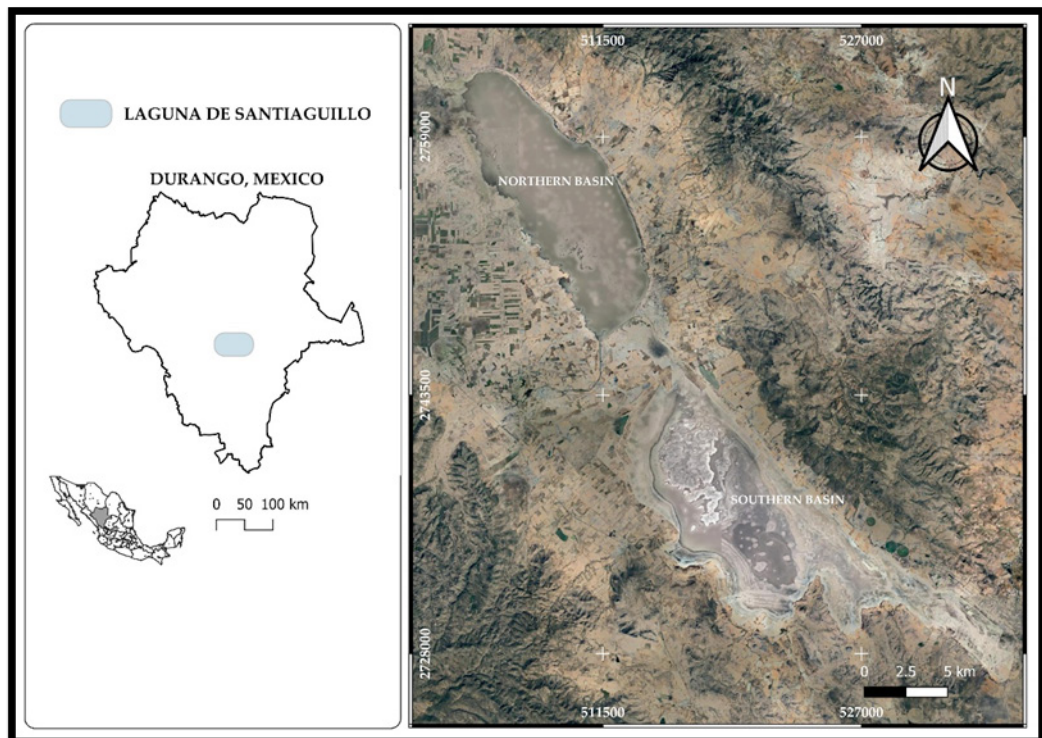 LAGUNA DE SANTIAGUILLO
DURANGO, MEXICO
0 50 100 km
511500 527000
N
2759000
NORTHERN BASIN
2743500
SOUTHERN BASIN
2728000
0 2.5 5 km
511500 527000